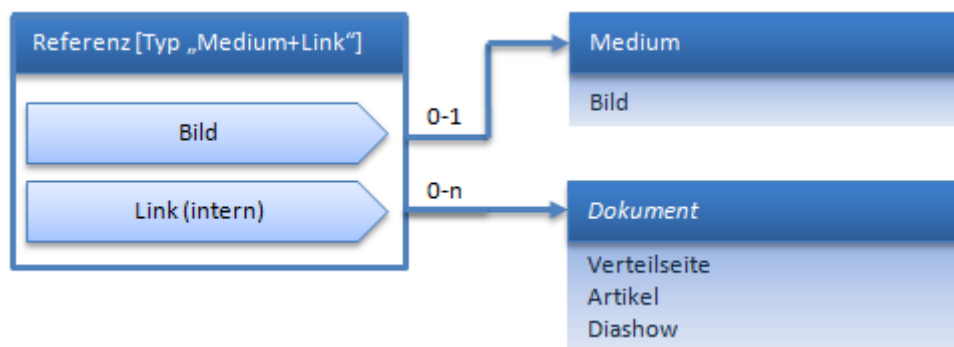 Referenz [Typ „Medium+Link“]
Bild
Link (intern)
0-1
0-n
Medium
Bild
Dokument
Verteilseite
Artikel
Diashow